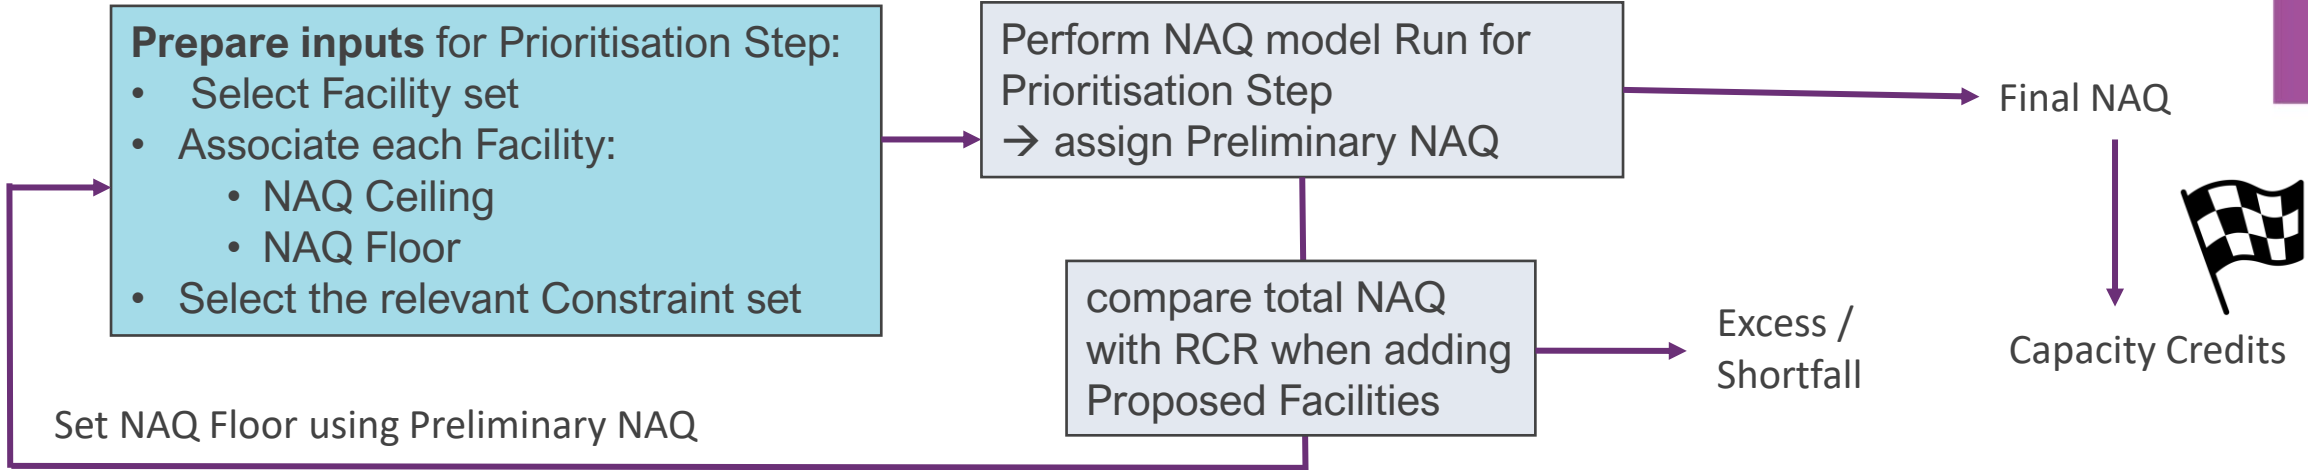 Prepare inputs for Prioritisation Step:
• Select Facility set
• Associate each Facility:
• NAQ Ceiling
• NAQ Floor
• Select the relevant Constraint set
Perform NAQ model Run for
Prioritisation Step
→ assign Preliminary NAQ
Final NAQ
compare total NAQ
with RCR when adding
Proposed Facilities
Excess /
Shortfall
Capacity Credits
Set NAQ Floor using Preliminary NAQ